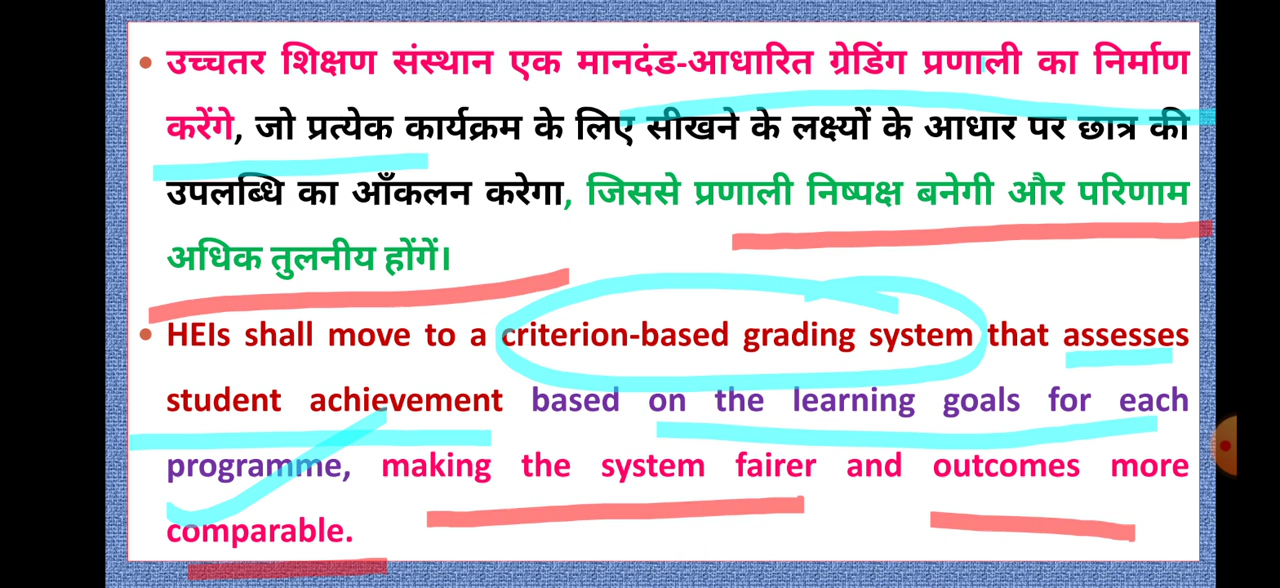 • उच्चतर शिक्षण संस्थान एक मानदंड-आधारित ग्रेडिंग प्रणाली का निर्माण
करेंगे, जो प्रत्येक कार्यक्रम के लिए सीखने के लक्ष्यों के आधार पर छात्र की
उपलब्धि का आँकलन करेगा, जिससे प्रणाली निष्पक्ष बनेगी और परिणाम
अधिक तुलनीय होंगें।
• HEIs shall move to a criterion-based grading system that assesses
student achievement based on the learning goals for each
programme, making the system fairer and outcomes more
comparable.